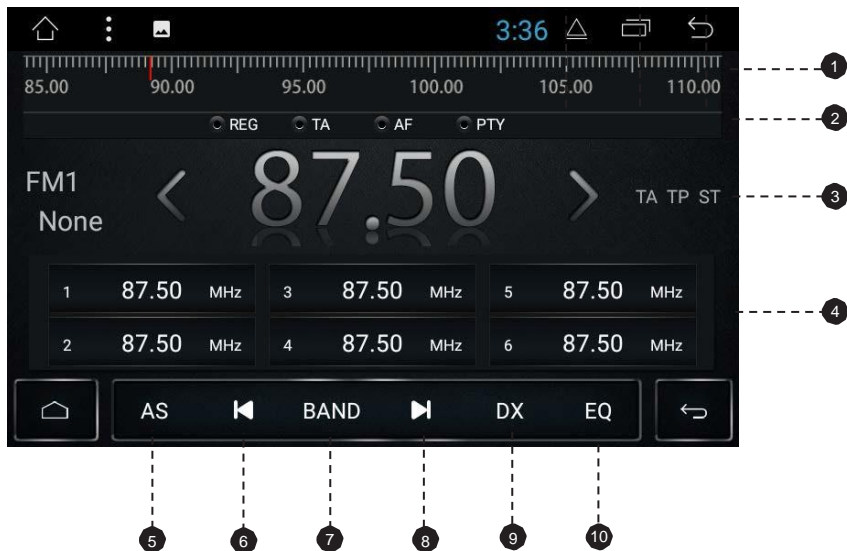 3:36
85.00 90.00 95.00 100.00 105.00 110.00
1
REG TA AF PTY
2
FM1
None
87.50
TA TP ST
3
1 87.50 MHz 3 87.50 MHz 5 87.50 MHz
4
2 87.50 MHz 4 87.50 MHz 6 87.50 MHz
AS BAND DX EQ
5 6 7 8 9 10